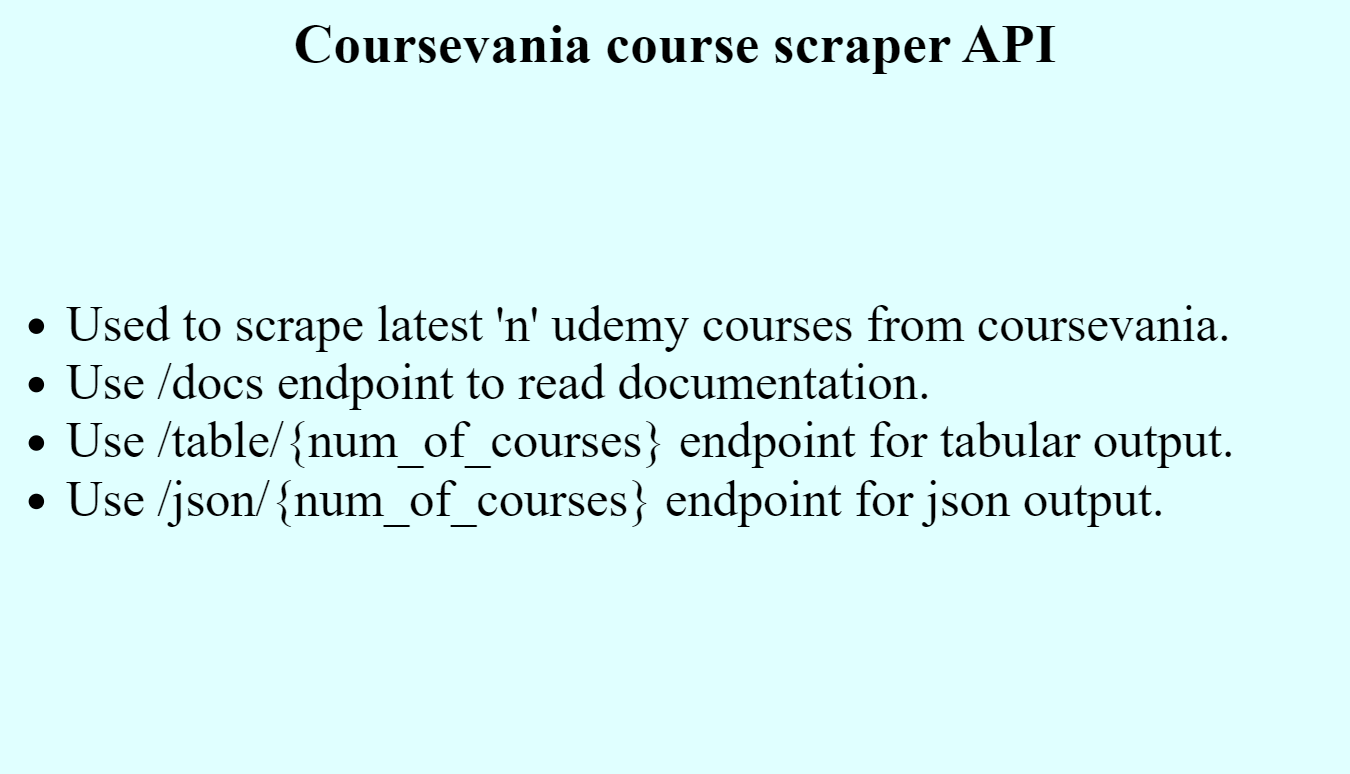 Coursevania course scraper API
• Used to scrape latest 'n' udemy courses from coursevania.
• Use /docs endpoint to read documentation.
• Use /table/{num_of_courses} endpoint for tabular output.
• Use /json/{num_of_courses} endpoint for json output.